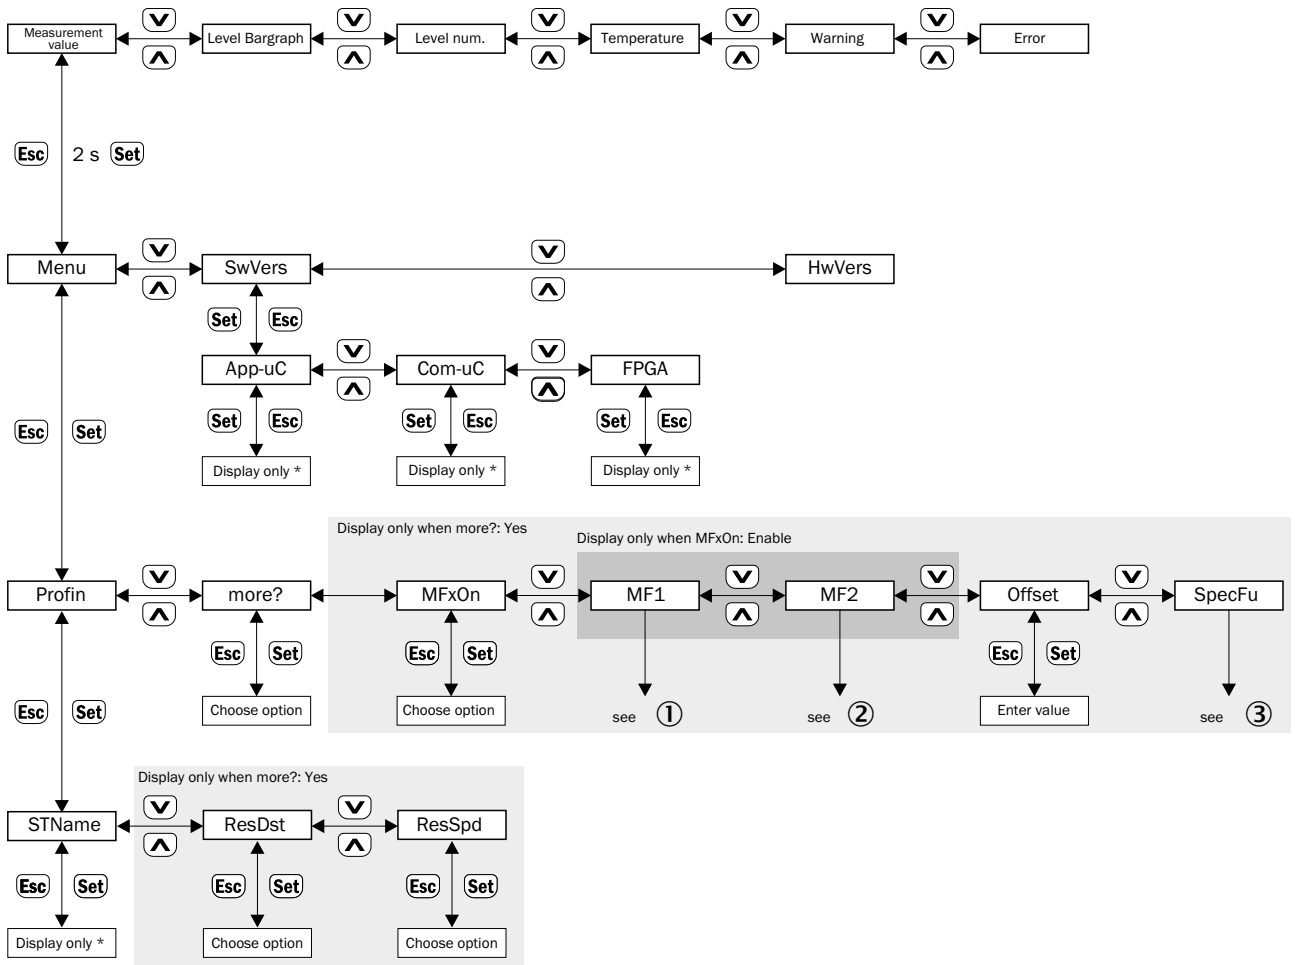 Measurement
value
Level Bargraph
Level num.
Temperature
Warning
Error
Esc 2 s Set
Menu
SwVers
HwVers
Set Esc
App-uC
Com-uC
FPGA
Set Esc
Set Esc
Set Esc
Esc Set
Display only *
Display only *
Display only *
Display only when more?: Yes
Display only when MFxOn: Enable
Profin
more?
MFxOn
MF1
MF2
Offset
SpecFu
Esc Set
Esc Set
Esc Set
Esc Set
Choose option
Choose option
see ①
see ②
Enter value
see ③
Display only when more?: Yes
STName
ResDst
ResSpd
Esc Set
Esc Set
Esc Set
Display only *
Choose option
Choose option